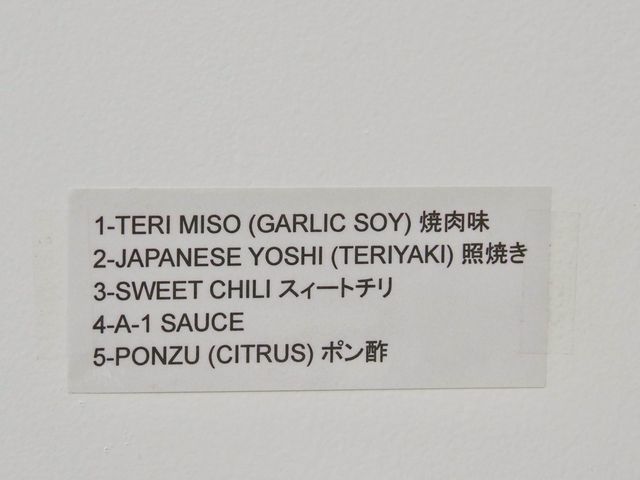 1-TERI MISO (GARLIC SOY) 焼肉味
2-JAPANESE YOSHI (TERIYAKI) 照焼き
3-SWEET CHILI スィートチリ
4-A-1 SAUCE
5-PONZU (CITRUS) ポン酢